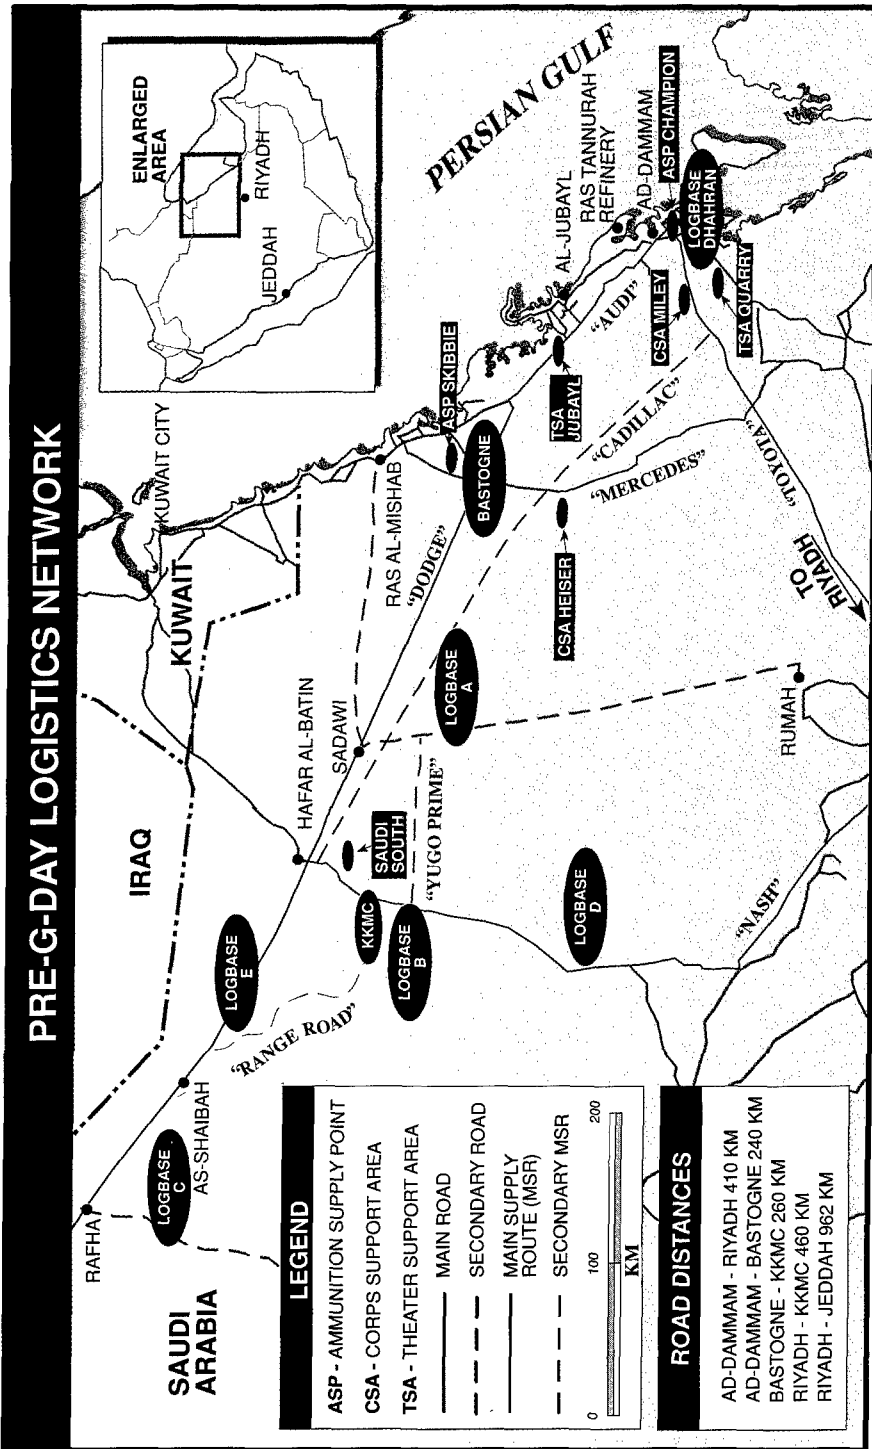 PRE-G-DAY LOGISTICS NETWORK
ENLARGED
AREA
JEDDAH
RIYADH
PERSIAN GULF
KUWAIT CITY
KUWAIT
IRAQ
SAUDI
ARABIA
RAFHA
LOGBASE
C
AS-SHAIBAH
LOGBASE
E
"RANGE ROAD"
HAFAR AL-BATIN
SADAWI
SAUDI
SOUTH
KKMC
LOGBASE
B
"YUGO PRIME"
LOGBASE
A
LOGBASE
D
"NASH"
RUMAH
RAS AL-MISHAB
"DODGE"
ASP SKIBBIE
BASTOGNE
TSA
JUBAYL
CSA HEISER
"CADILLAC"
"MERCEDES"
"AUDI"
"TOYOTA"
TO
RIYADH
AL-JUBAYL
RAS TANNURAH
REFINERY
AD-DAMMAM
ASP CHAMPION
LOGBASE
DHAHRAN
CSA MILEY
TSA QUARRY
LEGEND
ASP - AMMUNITION SUPPLY POINT
CSA - CORPS SUPPORT AREA
TSA - THEATER SUPPORT AREA
MAIN ROAD
SECONDARY ROAD
MAIN SUPPLY
ROUTE (MSR)
SECONDARY MSR
0 100 200
KM
ROAD DISTANCES
AD-DAMMAM - RIYADH 410 KM
AD-DAMMAM - BASTOGNE 240 KM
BASTOGNE - KKMC 260 KM
RIYADH - KKMC 460 KM
RIYADH - JEDDAH 962 KM